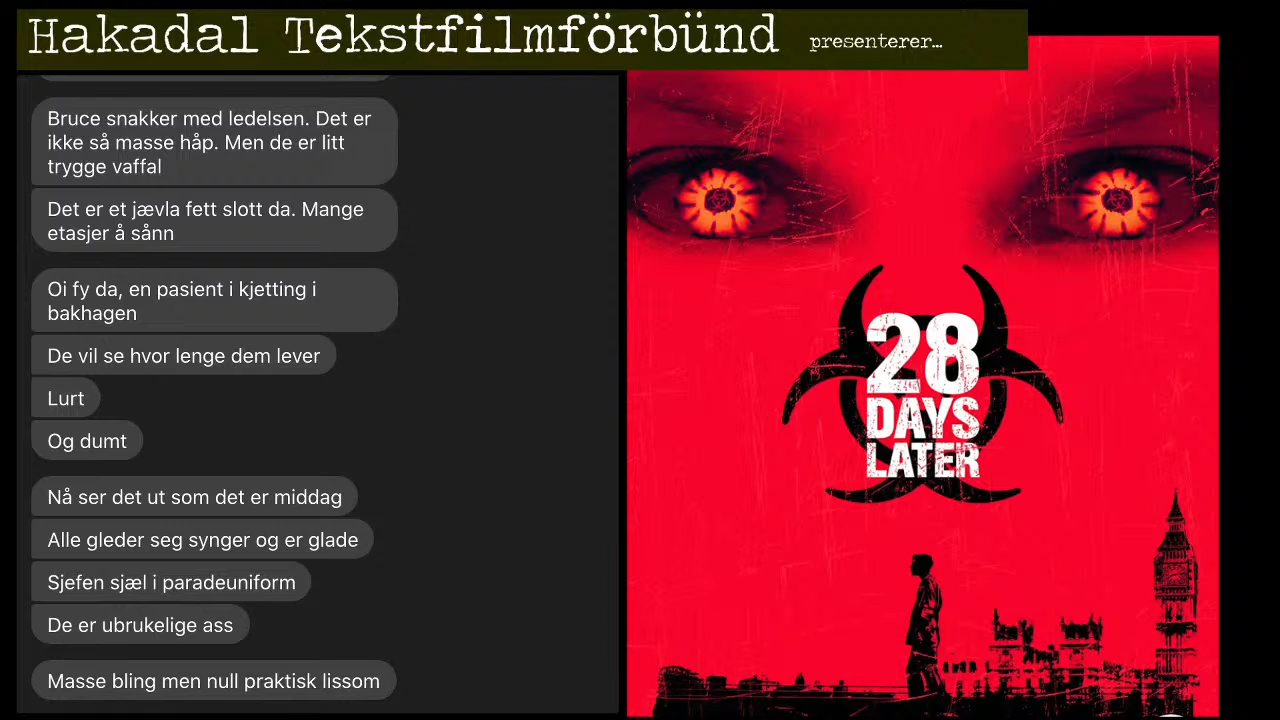 Hakadal Tekstfilmförbünd presenterer...
Bruce snakker med ledelsen. Det er
ikke så masse håp. Men de er litt
trygge vaffal
Det er et jævla fett slott da. Mange
etasjer å sånn
Oi fy da, en pasient i kjetting i
bakhagen
De vil se hvor lenge dem lever
Lurt
Og dumt
Nå ser det ut som det er middag
Alle gleder seg synger og er glade
Sjefen sjæl i paradeuniform
De er ubrukelige ass
Masse bling men null praktisk lissom
28
DAYS
LATER